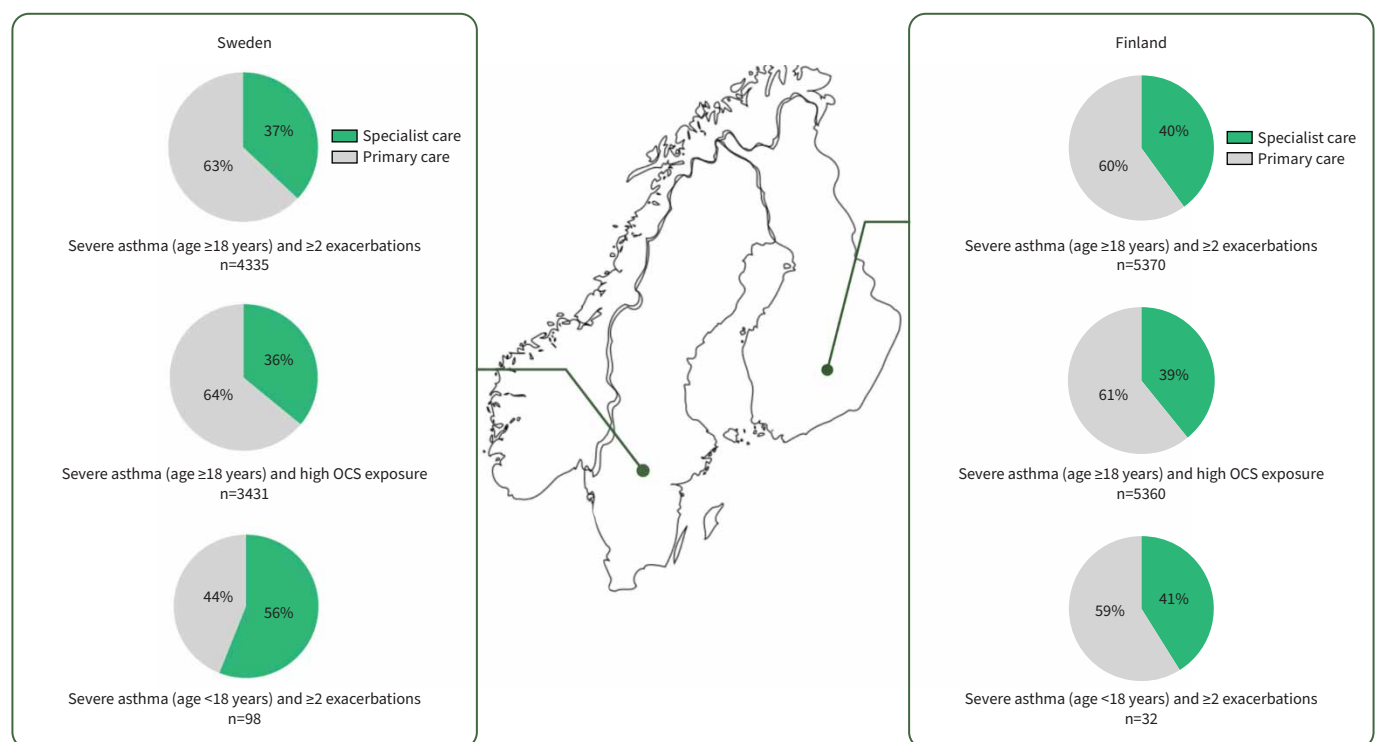 Sweden
37%
63%
Specialist care
Primary care
Severe asthma (age ≥18 years) and ≥2 exacerbations
n=4335
36%
64%
Severe asthma (age ≥18 years) and high OCS exposure
n=3431
44%
56%
Severe asthma (age <18 years) and ≥2 exacerbations
n=98
Finland
40%
60%
Specialist care
Primary care
Severe asthma (age ≥18 years) and ≥2 exacerbations
n=5370
39%
61%
Severe asthma (age ≥18 years) and high OCS exposure
n=5360
41%
59%
Severe asthma (age <18 years) and ≥2 exacerbations
n=32